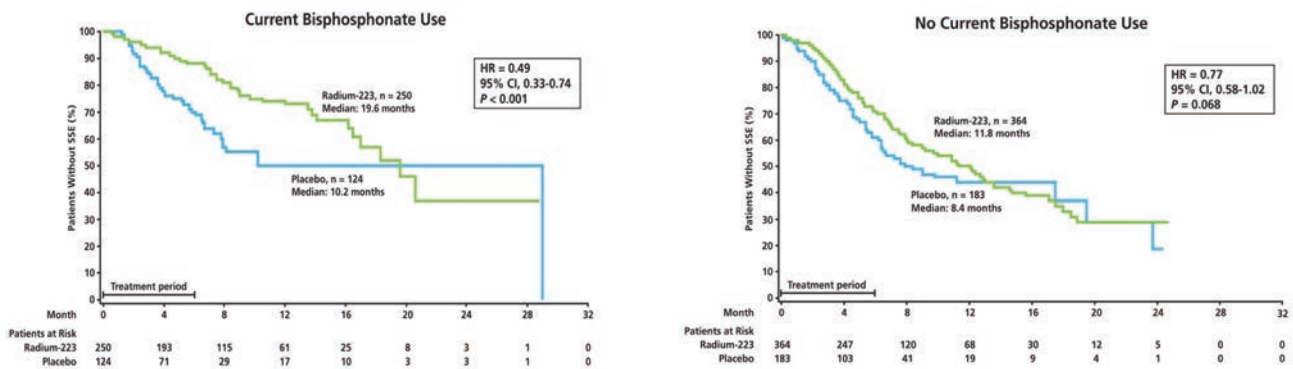 Current Bisphosphonate Use
Patients Without SSE (%)
100
90
80
70
60
50
40
30
20
10
0
HR = 0.49
95% CI, 0.33-0.74
P < 0.001
Radium-223, n = 250
Median: 19.6 months
Placebo, n = 124
Median: 10.2 months
Treatment period
Month 0 4 8 12 16 20 24 28 32
Patients at Risk
Radium-223 250 193 115 61 25 8 3 1 0
Placebo 124 71 29 17 10 3 3 1 0
No Current Bisphosphonate Use
Patients Without SSE (%)
100
90
80
70
60
50
40
30
20
10
0
HR = 0.77
95% CI, 0.58-1.02
P = 0.068
Radium-223, n = 364
Median: 11.8 months
Placebo, n = 183
Median: 8.4 months
Treatment period
Month 0 4 8 12 16 20 24 28 32
Patients at Risk
Radium-223 364 247 120 68 30 12 5 0 0
Placebo 183 103 41 19 9 4 1 0 0